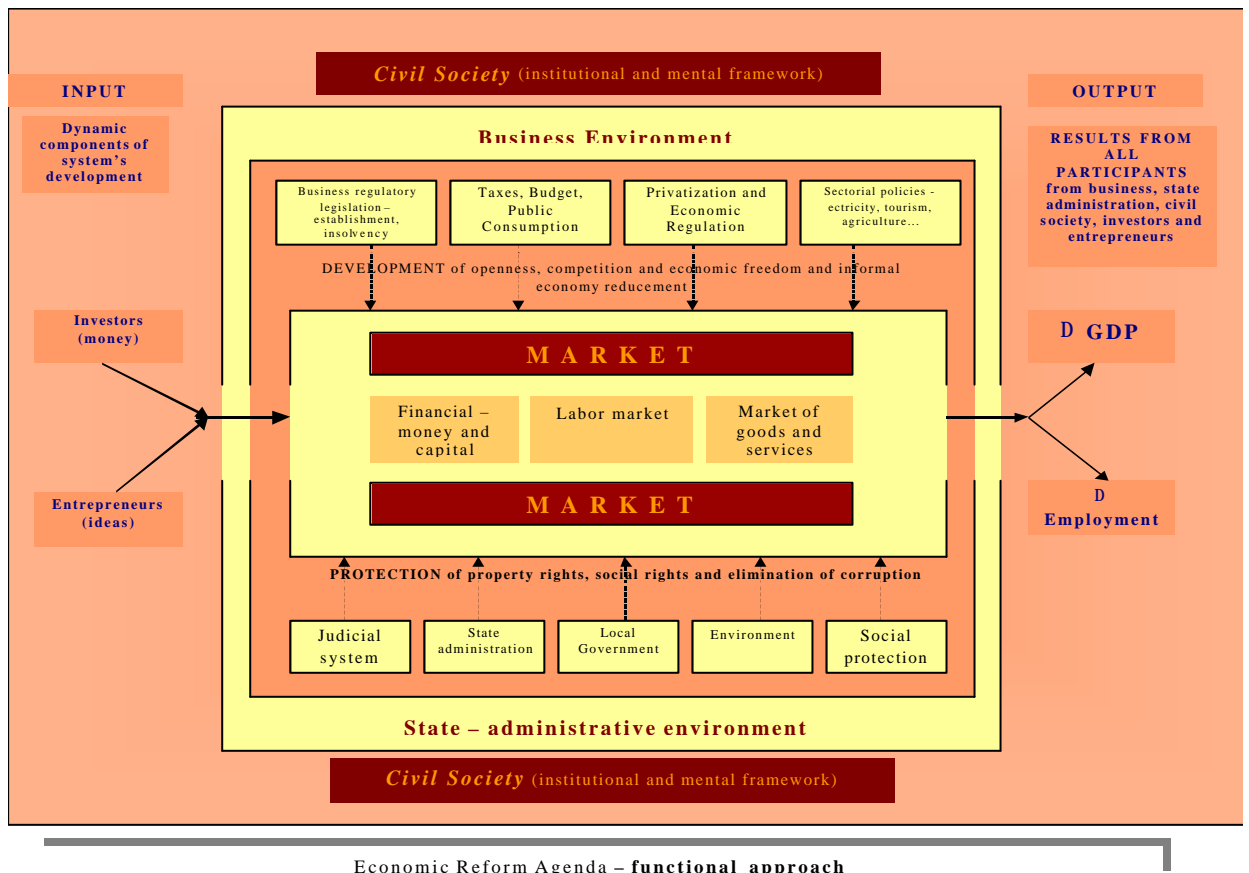 Civil Society (institutional and mental framework)
INPUT
Dynamic
components of
system's
development
OUTPUT
RESULTS FROM
ALL
PARTICIPANTS
from business, state
administration, civil
society, investors and
entrepreneurs
Business Environment
Business regulatory
legislation –
establishment,
insolvency
Taxes, Budget,
Public
Consumption
Privatization and
Economic
Regulation
Sectorial policies -
ectricity, tourism,
agriculture...
DEVELOPMENT of openness, competition and economic freedom and informal
economy reducement
Investors
(money)
Entrepreneurs
(ideas)
MARKET
Financial –
money and
capital
Labor market
Market of
goods and
services
MARKET
D GDP
D
Employment
PROTECTION of property rights, social rights and elimination of corruption
Judicial
system
State
administration
Local
Government
Environment
Social
protection
State – administrative environment
Civil Society (institutional and mental framework)
Economic Reform Agenda – functional approach